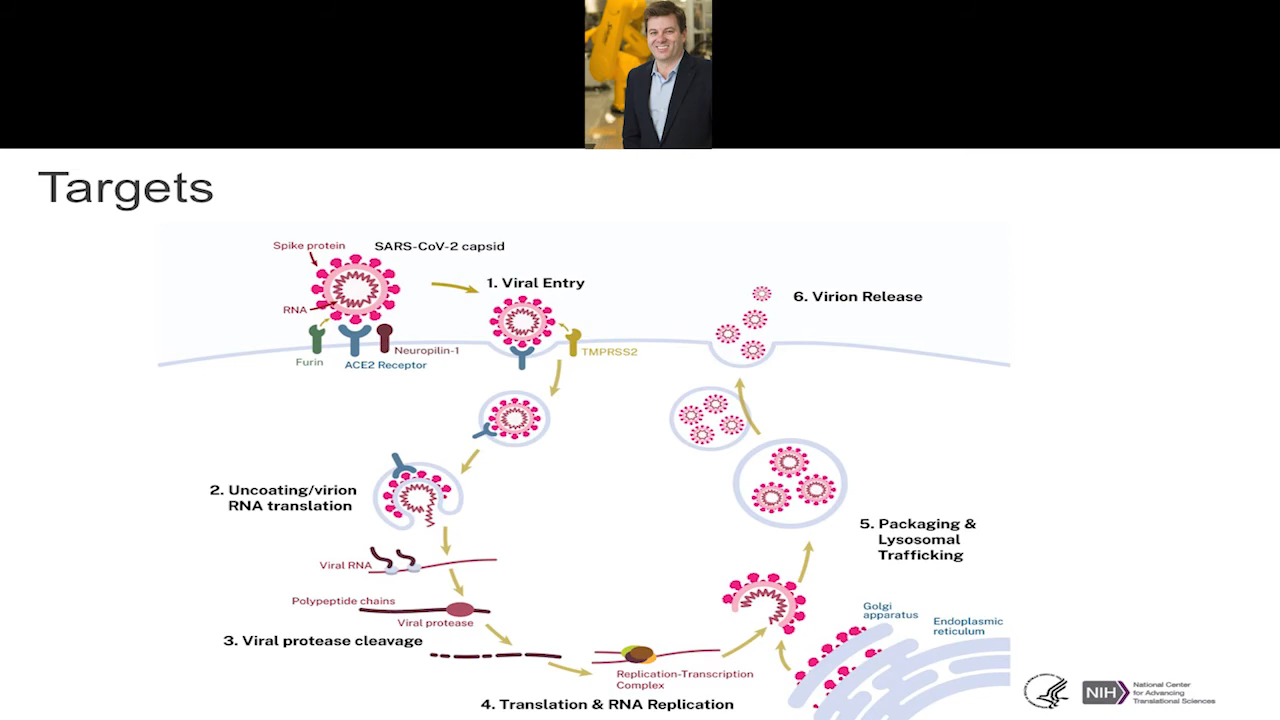 Targets
Spike protein
SARS-CoV-2 capsid
RNA
Furin
ACE2 Receptor
Neuropilin-1
1. Viral Entry
TMPRSS2
6. Virion Release
2. Uncoating/virion
RNA translation
Viral RNA
Polypeptide chains
Viral protease
3. Viral protease cleavage
Replication-Transcription
Complex
4. Translation & RNA Replication
5. Packaging &
Lysosomal
Trafficking
Golgi
apparatus
Endoplasmic
reticulum
NIH
National Center
for Advancing
Translational Sciences